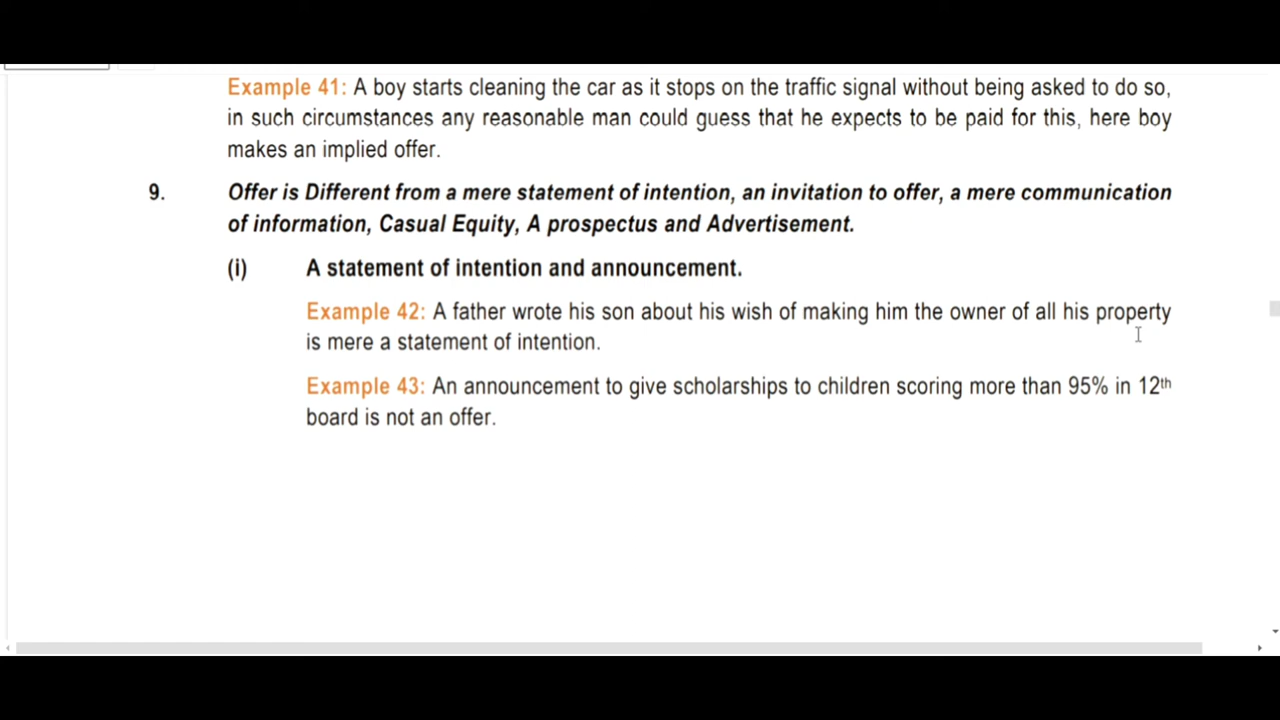 Example 41: A boy starts cleaning the car as it stops on the traffic signal without being asked to do so,
in such circumstances any reasonable man could guess that he expects to be paid for this, here boy
makes an implied offer.
9. Offer is Different from a mere statement of intention, an invitation to offer, a mere communication
of information, Casual Equity, A prospectus and Advertisement.
(i) A statement of intention and announcement.
Example 42: A father wrote his son about his wish of making him the owner of all his property
is mere a statement of intention.
Example 43: An announcement to give scholarships to children scoring more than 95% in 12th
board is not an offer.